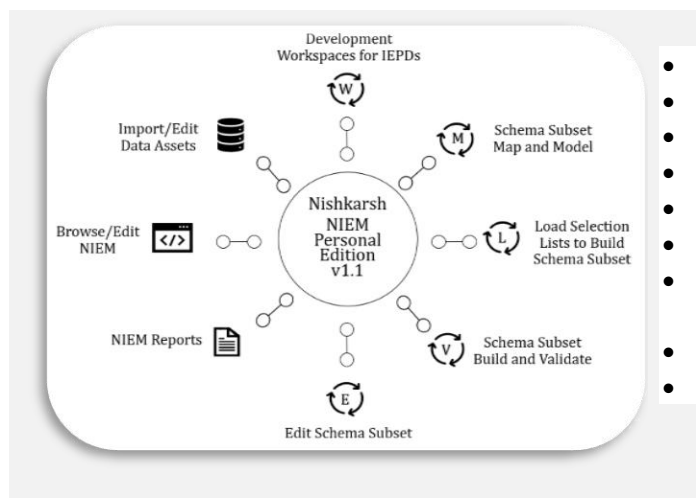 Development
Workspaces for IEPDs
W
Import/Edit
Data Assets
M
Schema Subset
Map and Model
Nishkarsh
NIEM
Personal
Edition
v1.1
Browse/Edit
NIEM
</>
L
Load Selection
Lists to Build
Schema Subset
NIEM Reports
V
Schema Subset
Build and Validate
E
Edit Schema Subset